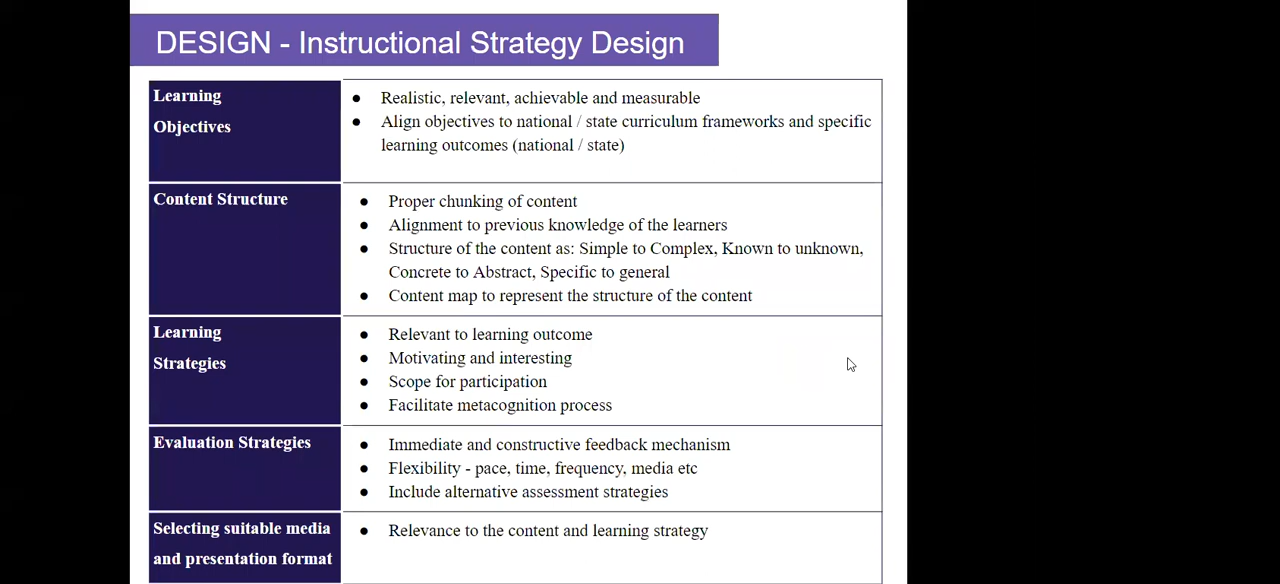 DESIGN - Instructional Strategy Design
Learning
Objectives
● Realistic, relevant, achievable and measurable
● Align objectives to national / state curriculum frameworks and specific
learning outcomes (national / state)
Content Structure
● Proper chunking of content
● Alignment to previous knowledge of the learners
● Structure of the content as: Simple to Complex, Known to unknown,
Concrete to Abstract, Specific to general
● Content map to represent the structure of the content
Learning
Strategies
● Relevant to learning outcome
● Motivating and interesting
● Scope for participation
● Facilitate metacognition process
Evaluation Strategies
● Immediate and constructive feedback mechanism
● Flexibility - pace, time, frequency, media etc
● Include alternative assessment strategies
Selecting suitable media
and presentation format
● Relevance to the content and learning strategy